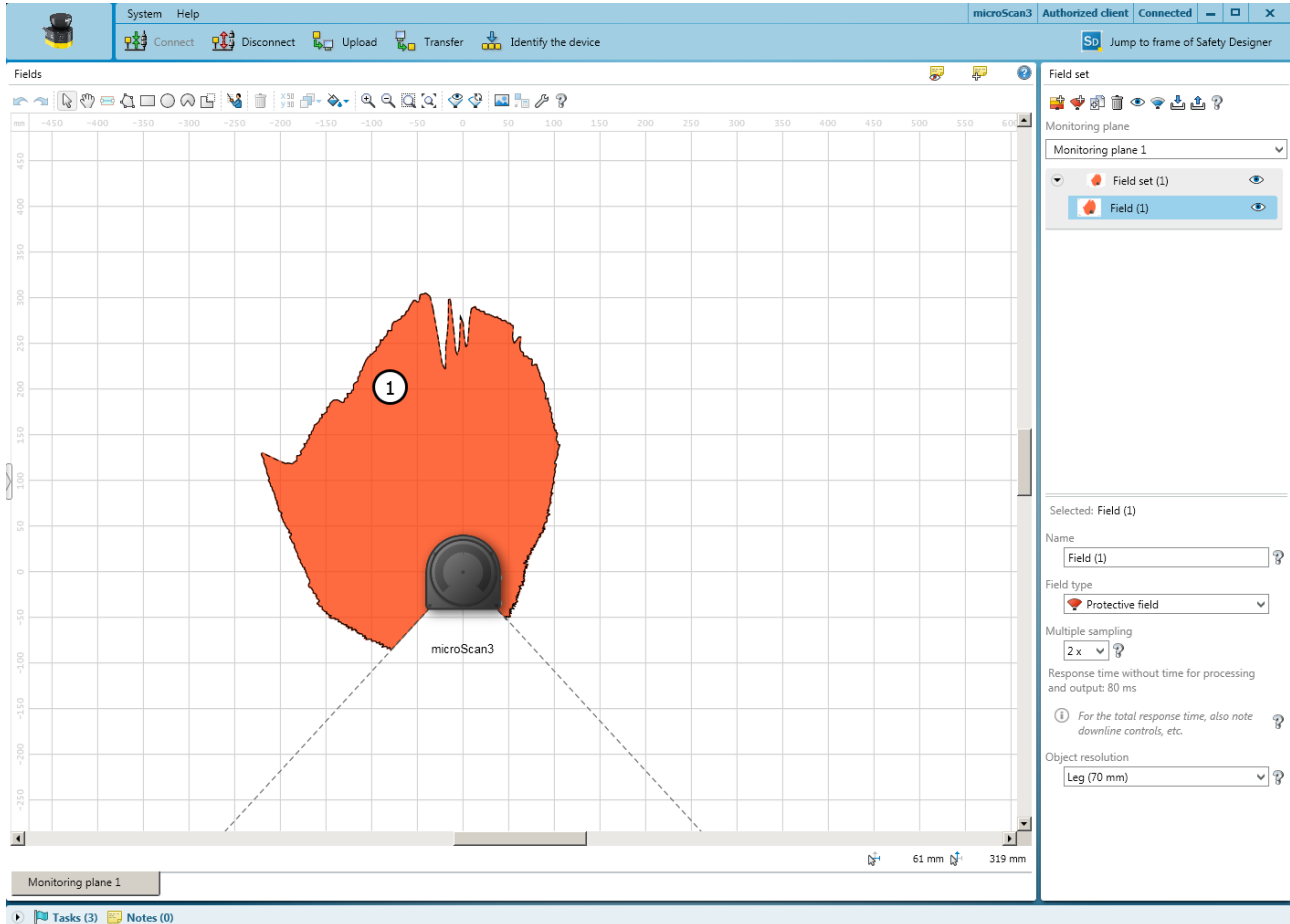 System Help
microScan3 Authorized client Connected
Connect Disconnect Upload Transfer Identify the device
SD Jump to frame of Safety Designer
Fields
mm -450 -400 -350 -300 -250 -200 -150 -100 -50 0 50 100 150 200 250 300 350 400 450 500 550 600
450
400
350
300
250
200
150
100
50
0
-50
-100
-150
-200
-250
1
microScan3
61 mm 319 mm
Monitoring plane 1
Field set
Monitoring plane
Monitoring plane 1
Field set (1)
Field (1)
Selected: Field (1)
Name
Field (1)
Field type
Protective field
Multiple sampling
2 x
Response time without time for processing
and output: 80 ms
For the total response time, also note
downline controls, etc.
Object resolution
Leg (70 mm)
Tasks (3) Notes (0)